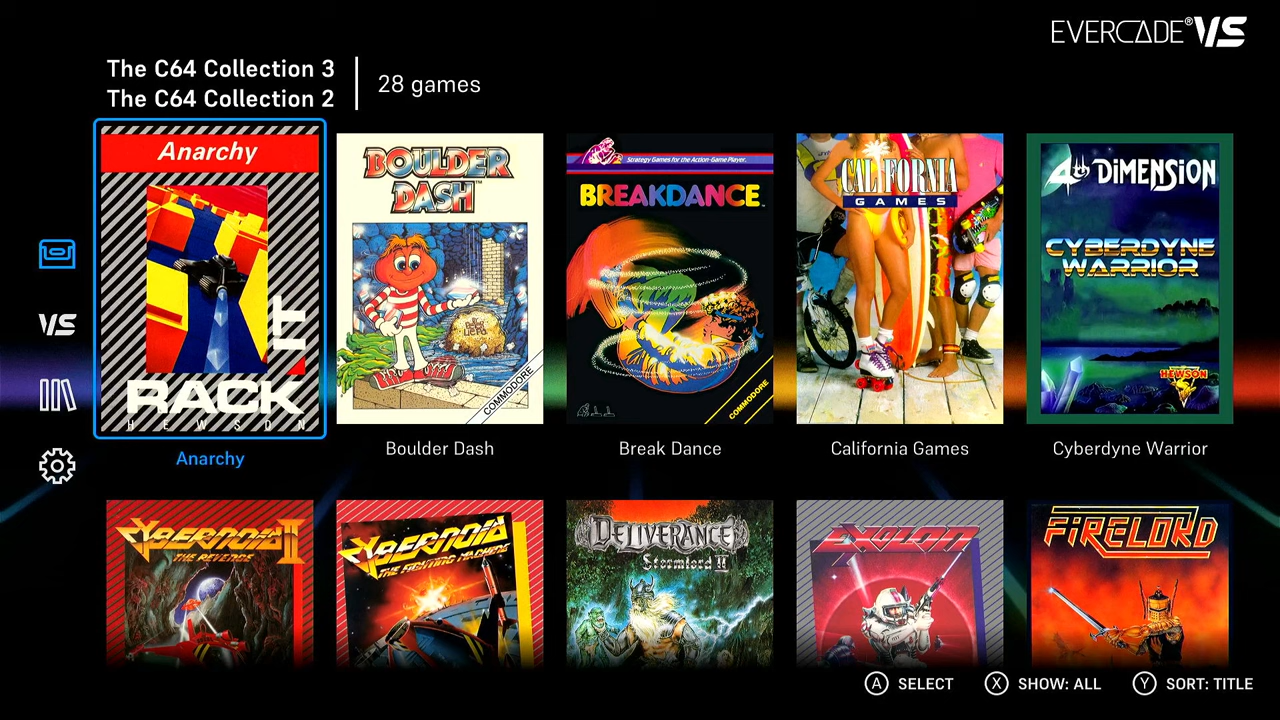 EVERCADE® VS
The C64 Collection 3
The C64 Collection 2
28 games
Anarchy
RACK IT
HEWSON
BOULDER
DASH™
COMMODORE
Strategy Games for the Action-Game Player.
BREAKDANCE™
COMMODORE
CALIFORNIA
GAMES
4th DIMENSION
CYBERDYNE
WARRIOR
HEWSON
VS
Anarchy
Boulder Dash
Break Dance
California Games
Cyberdyne Warrior
CYBERNOID II
THE REVENGE
CYBERNOID
THE FIGHTING MACHINE
DELIVERANCE
Stormlord II
EXOLON
FIRELORD
A SELECT
X SHOW: ALL
Y SORT: TITLE